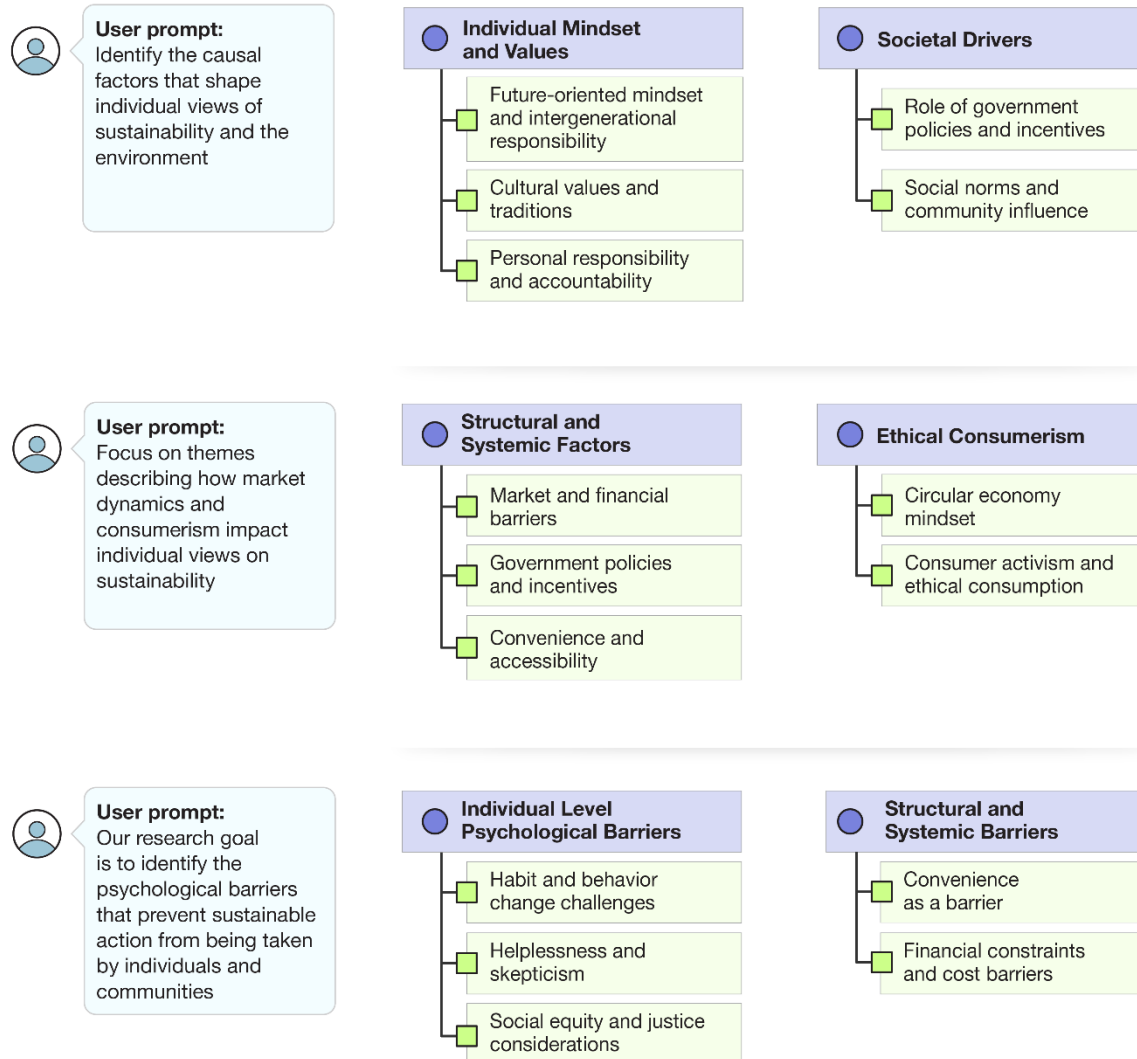 User prompt:
Identify the causal
factors that shape
individual views of
sustainability and the
environment
Individual Mindset
and Values
Future-oriented mindset
and intergenerational
responsibility
Cultural values and
traditions
Personal responsibility
and accountability
Societal Drivers
Role of government
policies and incentives
Social norms and
community influence
User prompt:
Focus on themes
describing how market
dynamics and
consumerism impact
individual views on
sustainability
Structural and
Systemic Factors
Market and financial
barriers
Government policies
and incentives
Convenience and
accessibility
Ethical Consumerism
Circular economy
mindset
Consumer activism and
ethical consumption
User prompt:
Our research goal
is to identify the
psychological barriers
that prevent sustainable
action from being taken
by individuals and
communities
Individual Level
Psychological Barriers
Habit and behavior
change challenges
Helplessness and
skepticism
Social equity and justice
considerations
Structural and
Systemic Barriers
Convenience
as a barrier
Financial constraints
and cost barriers